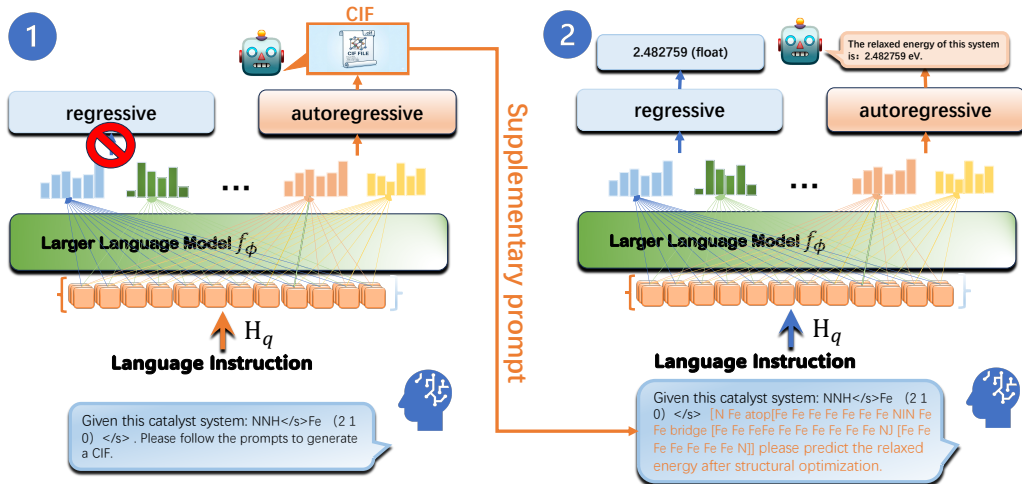 1
CIF
.cif
CIF FILE
regressive
autoregressive
...
Larger Language Model fϕ
Hq
Language Instruction
Given this catalyst system: NNH</s>Fe （2 1
0）</s> . Please follow the prompts to generate
a CIF.
Supplementary prompt
2
2.482759 (float)
The relaxed energy of this system
is：2.482759 eV.
regressive
autoregressive
...
Larger Language Model fϕ
Hq
Language Instruction
Given this catalyst system: NNH</s>Fe （2 1
0）</s> [N Fe atop[Fe Fe Fe Fe Fe Fe Fe NIN Fe
Fe bridge [Fe Fe FeFe Fe Fe Fe Fe Fe Fe NJ [Fe
Fe Fe Fe Fe Fe N]] please predict the relaxed
energy after structural optimization.